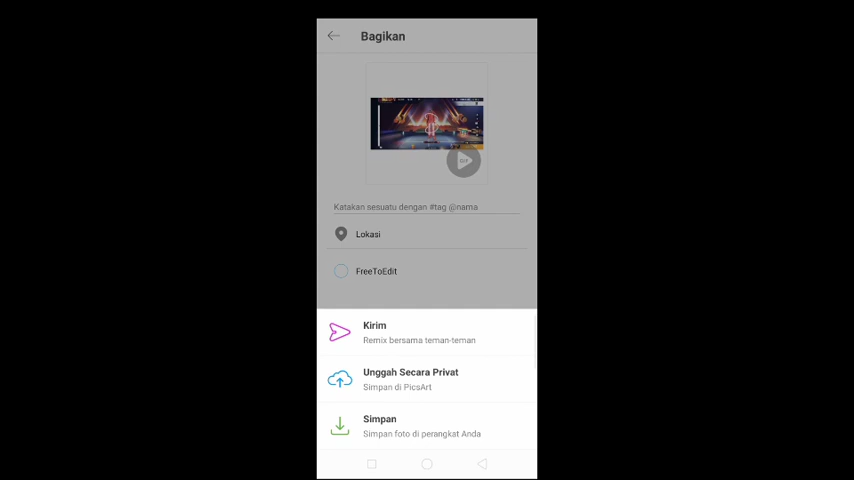 Bagikan
GIF
Katakan sesuatu dengan #tag @nama
Lokasi
FreeToEdit
Kirim
Remix bersama teman-teman
Unggah Secara Privat
Simpan di PicsArt
Simpan
Simpan foto di perangkat Anda